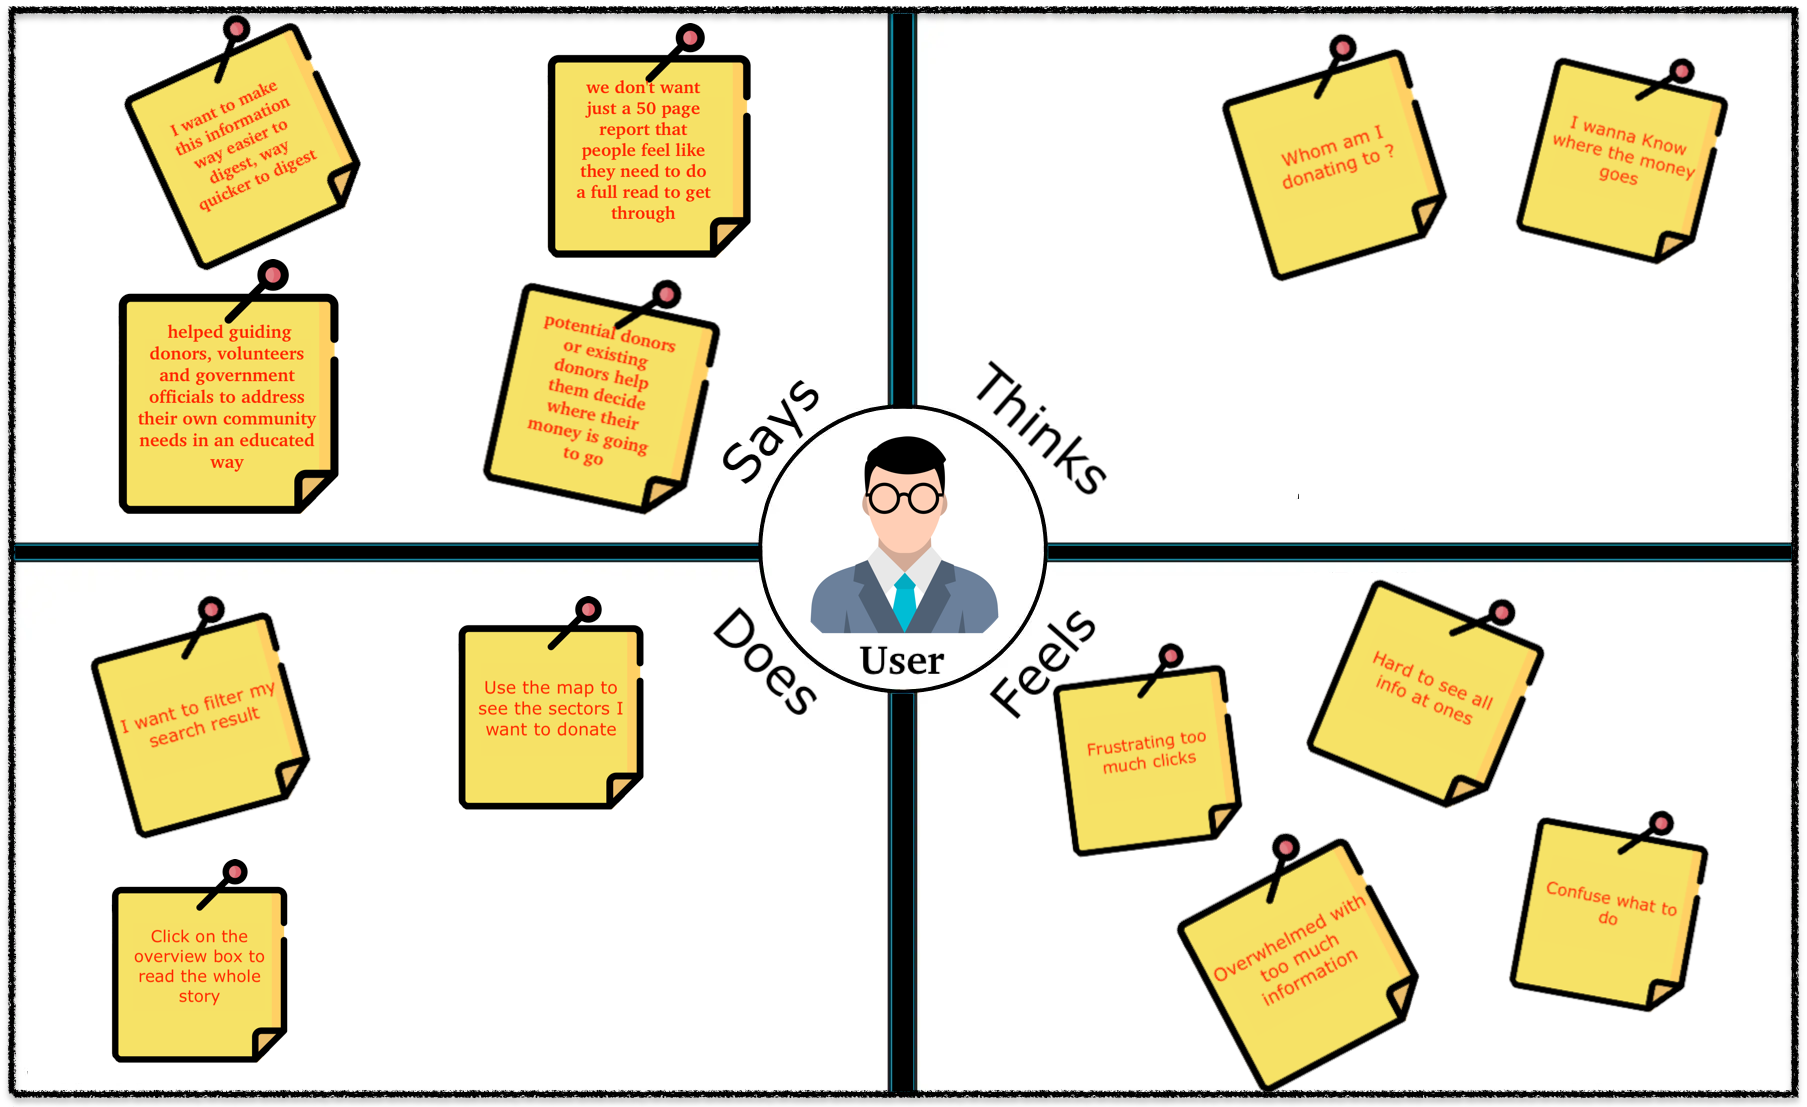 I want to make
this information
way easier to
digest, way
quicker to digest
we don't want
just a 50 page
report that
people feel like
they need to do
a full read to get
through
helped guiding
donors, volunteers
and government
officials to address
their own community
needs in an educated
way
potential donors
or existing
donors help
them decide
where their
money is going
to go
Says
Thinks
Whom am I
donating to ?
I wanna Know
where the money
goes
User
Does
I want to filter my
search result
Use the map to
see the sectors I
want to donate
Click on the
overview box to
read the whole
story
Feels
Frustrating too
much clicks
Hard to see all
info at ones
Overwhelmed with
too much
information
Confuse what to
do